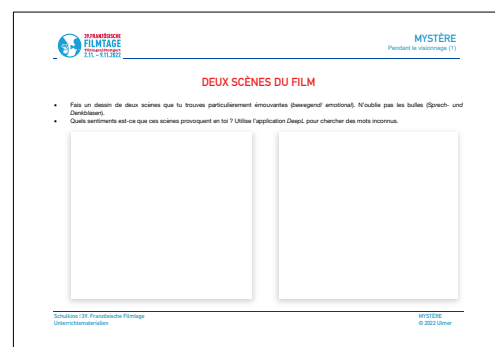 39.FRANZÖSISCHE
FILMTAGE
Tübingen|Stuttgart
2.11. – 9.11.2022
MYSTÈRE
Pendant le visionnage (1)
DEUX SCÈNES DU FILM
• Fais un dessin de deux scènes que tu trouves particulièrement émouvantes (bewegend/ emotional). N'oublie pas les bulles (Sprech- und
Denkblasen).
• Quels sentiments est-ce que ces scènes provoquent en toi ? Utilise l'application DeepL pour chercher des mots inconnus.
Schulkino I 39. Französische Filmtage
Unterrichtsmaterialien
MYSTÈRE
© 2022 Ulmer